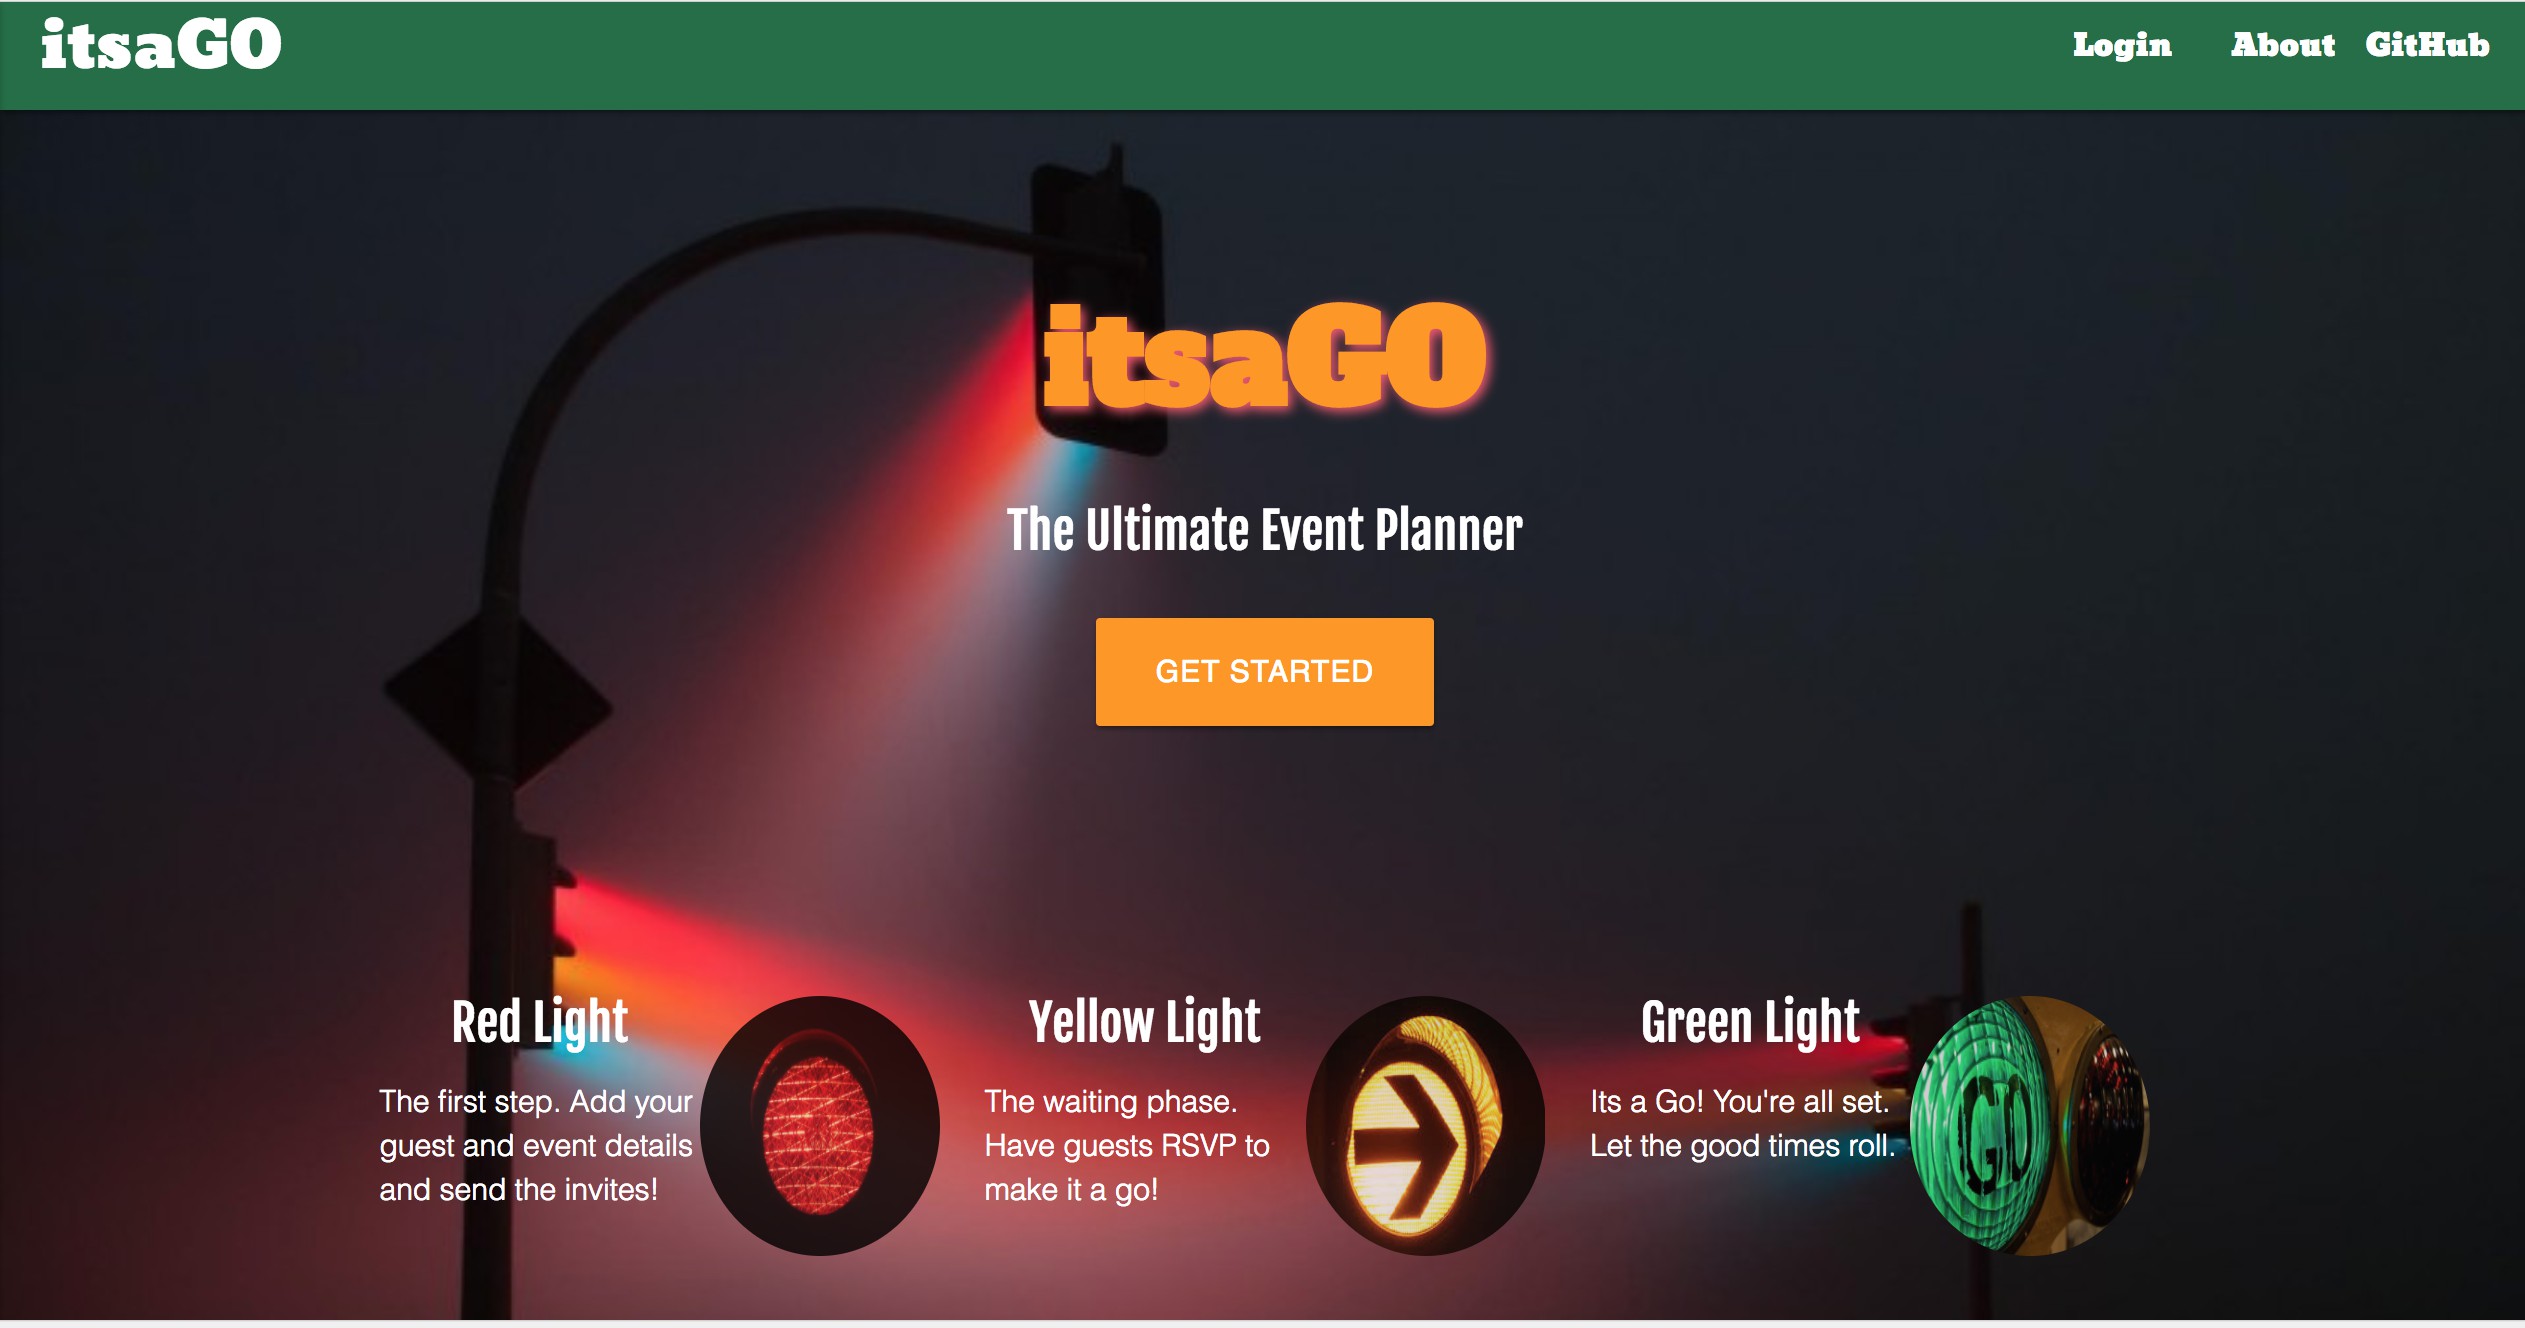 itsaGO
Login About GitHub
itsaGO
The Ultimate Event Planner
GET STARTED
Red Light
The first step. Add your
guest and event details
and send the invites!
Yellow Light
The waiting phase.
Have guests RSVP to
make it a go!
Green Light
Its a Go! You're all set.
Let the good times roll.
GO